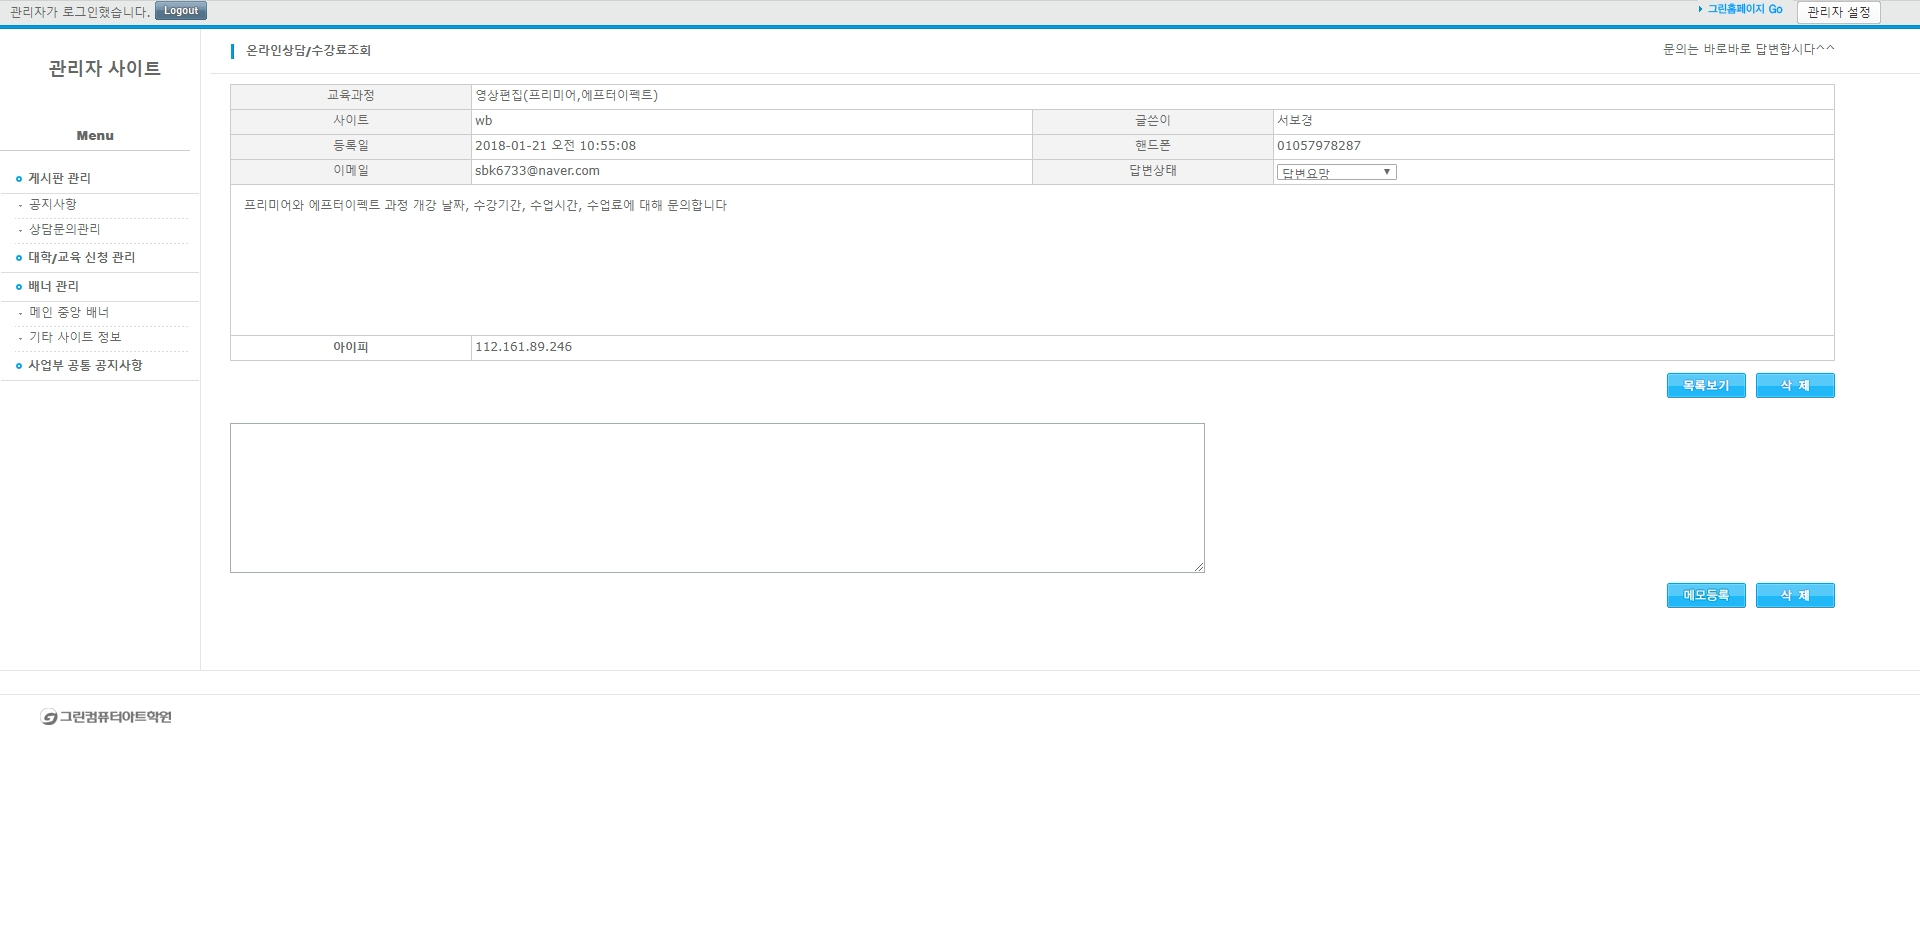 관리자가 로그인했습니다. Logout
그린홈페이지 Go 관리자 설정
관리자 사이트
Menu
게시판 관리
- 공지사항
- 상담문의관리
대학/교육 신청 관리
배너 관리
- 메인 중앙 배너
- 기타 사이트 정보
사업부 공통 공지사항
온라인상담/수강료조회
문의는 바로바로 답변합시다^^
교육과정 영상편집(프리미어,에프터이펙트)
사이트 wb 글쓴이 서보경
등록일 2018-01-21 오전 10:55:08 핸드폰 01057978287
이메일 sbk6733@naver.com 답변상태 답변요망
프리미어와 에프터이펙트 과정 개강 날짜, 수강기간, 수업시간, 수업료에 대해 문의합니다
아이피 112.161.89.246
목록보기 삭 제
메모등록 삭 제
그린컴퓨터아트학원